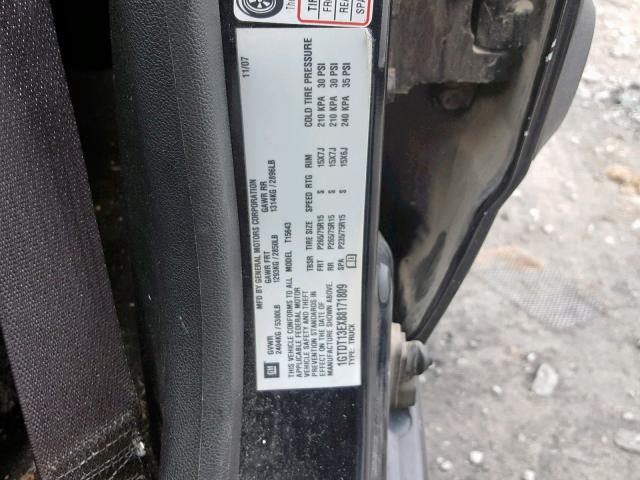 MFD BY GENERAL MOTORS CORPORATION 11/07
GM GVWR GAWR FRT GAWR RR
2404KG/5300LB 1293KG/2850LB 1314KG/2896LB
THIS VEHICLE CONFORMS TO ALL MODEL T15643
APPLICABLE FEDERAL MOTOR
VEHICLE SAFETY AND THEFT
PREVENTION STANDARDS IN
EFFECT ON THE DATE OF
MANUFACTURE SHOWN ABOVE.
1GTDT13EX88171809
TYPE: TRUCK
TBSR TIRE SIZE SPEED RTG RIM COLD TIRE PRESSURE
FRT P265/75R15 S 15X7J 210 KPA 30 PSI
RR P265/75R15 S 15X7J 210 KPA 30 PSI
SPA P235/75R15 S 15X6J 240 KPA 35 PSI